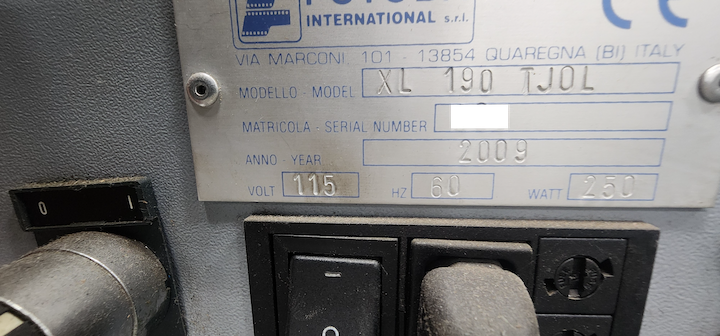 INTERNATIONAL s.r.l.
VIA MARCONI, 101 - 13854 QUAREGNA (BI) ITALY
MODELLO - MODEL XL 190 TJOL
MATRICOLA - SERIAL NUMBER
ANNO - YEAR 2009
VOLT 115 HZ 60 WATT 250
0 I